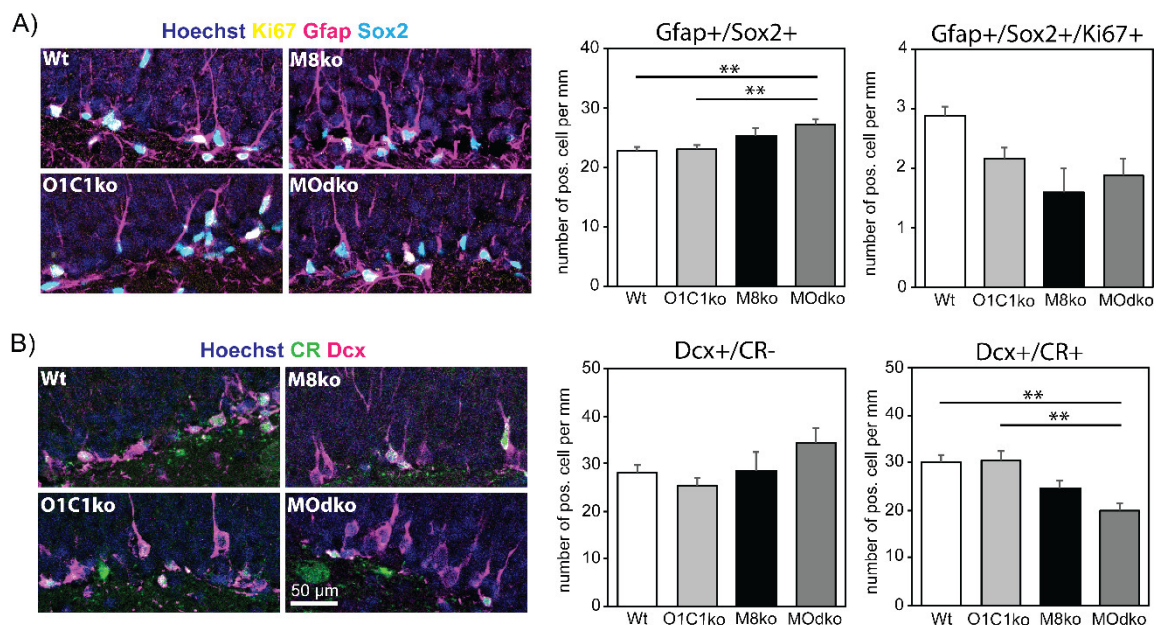 A)
Hoechst Ki67 Gfap Sox2
Wt
M8ko
O1C1ko
MOdko
Gfap+/Sox2+
number of pos. cell per mm
40
30
20
10
0
**
**
Wt O1C1ko M8ko MOdko
Gfap+/Sox2+/Ki67+
number of pos. cell per mm
4
3
2
1
0
Wt O1C1ko M8ko MOdko
B)
Hoechst CR Dcx
Wt
M8ko
O1C1ko
MOdko
50 µm
Dcx+/CR-
number of pos. cell per mm
50
40
30
20
10
0
Wt O1C1ko M8ko MOdko
Dcx+/CR+
number of pos. cell per mm
50
40
30
20
10
0
**
**
Wt O1C1ko M8ko MOdko